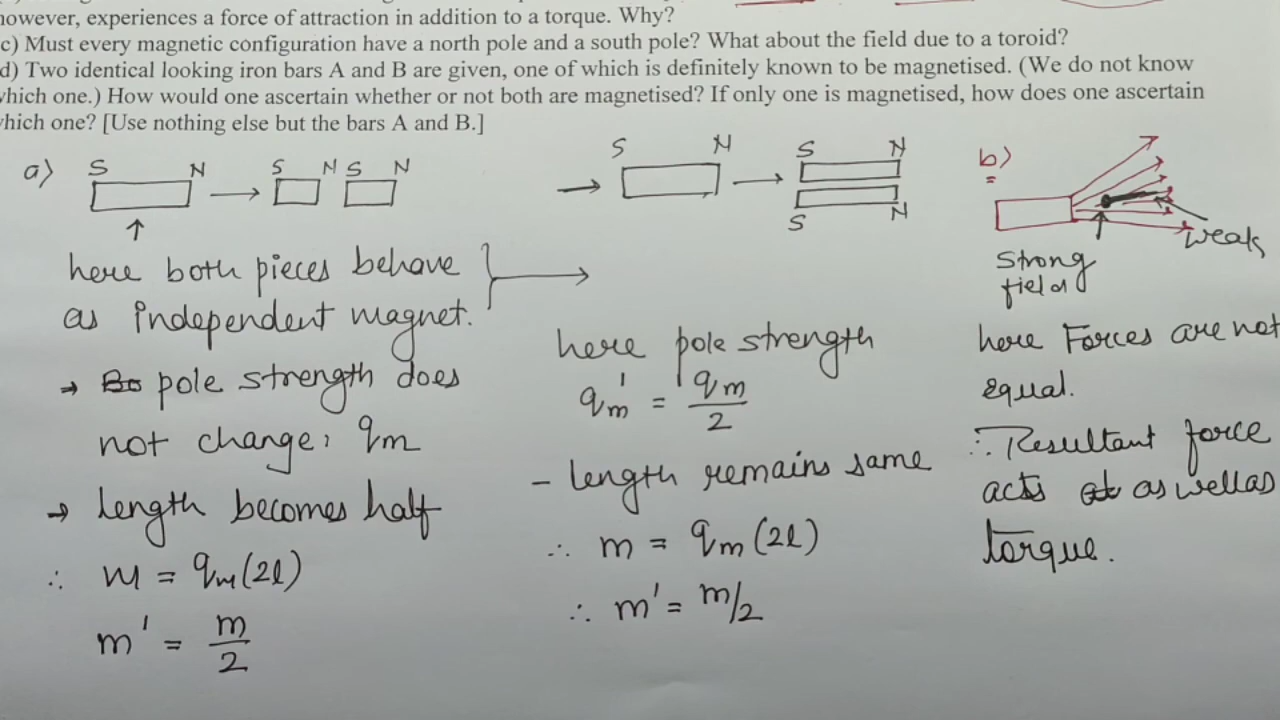 however, experiences a force of attraction in addition to a torque. Why?
c) Must every magnetic configuration have a north pole and a south pole? What about the field due to a toroid?
d) Two identical looking iron bars A and B are given, one of which is definitely known to be magnetised. (We do not know
which one.) How would one ascertain whether or not both are magnetised? If only one is magnetised, how does one ascertain
which one? [Use nothing else but the bars A and B.]
a) S N → S N S N
here both pieces behave
as independent magnet.
→ pole strength does
not change, qm
→ length becomes half
∴ m = qm(2l)
m' = m/2
→ S N → S N
S N
here pole strength
qm' = qm/2
- length remains same
∴ m = qm(2l)
∴ m' = m/2
b)
weak
strong
field
here Forces are not
equal.
∴ Resultant force
acts as well as
torque.